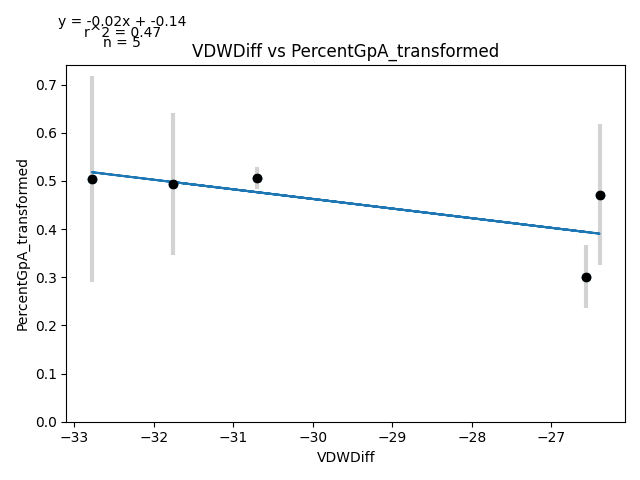 y = -0.02x + -0.14
r^2 = 0.47
n = 5
VDWDiff vs PercentGpA_transformed
0.7
0.6
0.5
0.4
0.3
0.2
0.1
0.0
PercentGpA_transformed
−33 −32 −31 −30 −29 −28 −27
VDWDiff